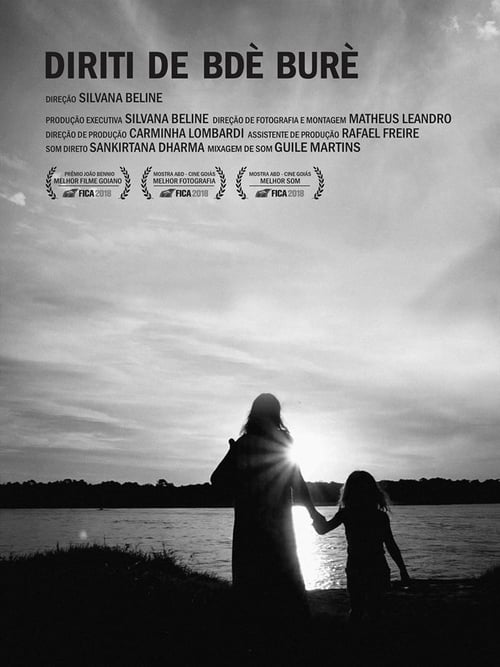 DIRITI DE BDÈ BURÈ
DIREÇÃO SILVANA BELINE
PRODUÇÃO EXECUTIVA SILVANA BELINE DIREÇÃO DE FOTOGRAFIA E MONTAGEM MATHEUS LEANDRO
DIREÇÃO DE PRODUÇÃO CARMINHA LOMBARDI ASSISTENTE DE PRODUÇÃO RAFAEL FREIRE
SOM DIRETO SANKIRTANA DHARMA MIXAGEM DE SOM GUILE MARTINS
PRÊMIO JOÃO BENNIO
MELHOR FILME GOIANO
FICA 2018
MOSTRA ABD - CINE GOIÁS
MELHOR FOTOGRAFIA
FICA 2018
MOSTRA ABD - CINE GOIÁS
MELHOR SOM
FICA 2018